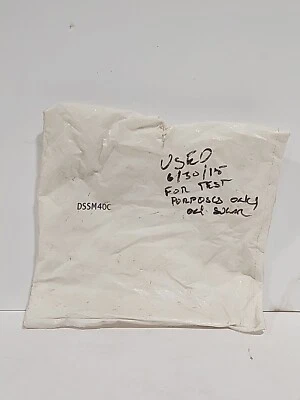 USED
6/30/15
FOR TEST
PURPOSES only
DSSM40C